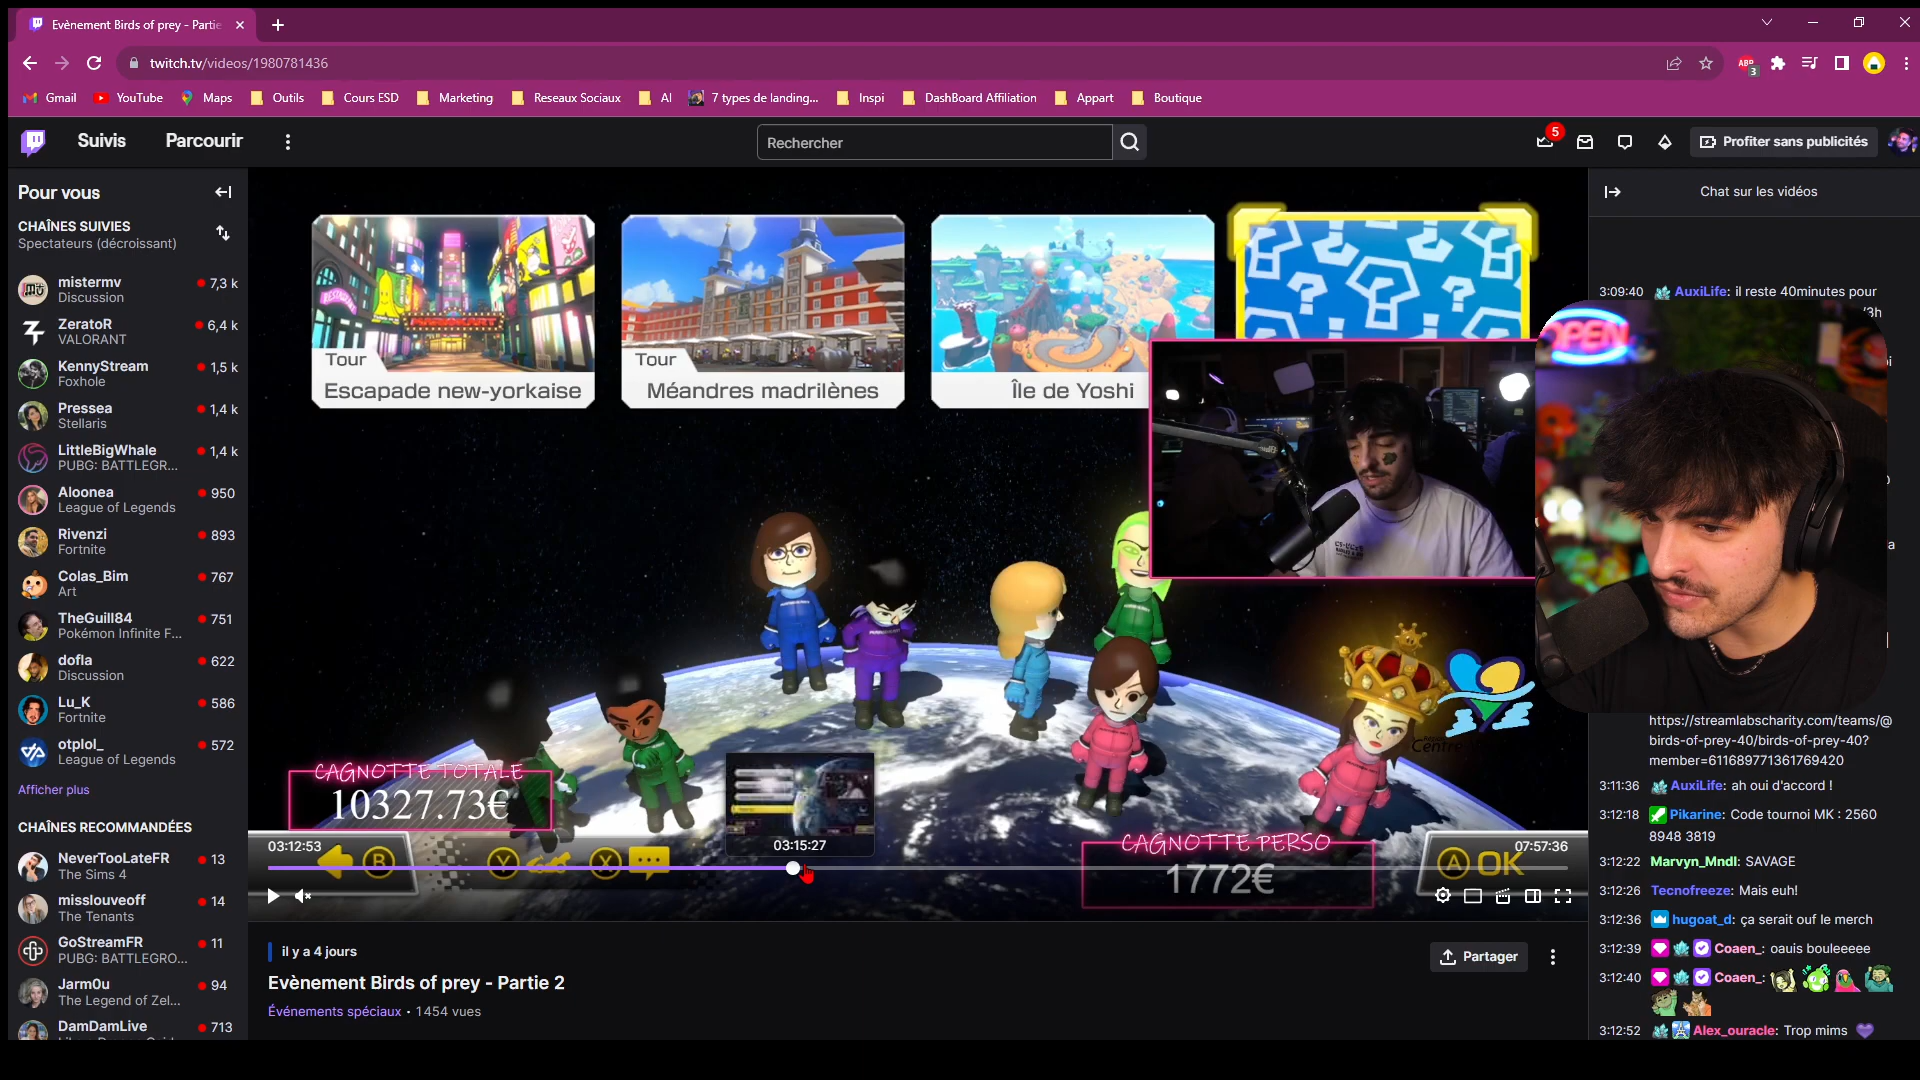 Evènement Birds of prey - Partie
twitch.tv/videos/1980781436
ABP
3
Gmail
YouTube
Maps
Outils
Cours ESD
Marketing
Reseaux Sociaux
AI
7 types de landing...
Inspi
DashBoard Affiliation
Appart
Boutique
Suivis
Parcourir
Rechercher
5
Profiter sans publicités
Pour vous
CHAÎNES SUIVIES
Spectateurs (décroissant)
mistermv
7,3 k
Discussion
ZeratoR
6,4 k
VALORANT
KennyStream
1,5 k
Foxhole
Pressea
1,4 k
Stellaris
LittleBigWhale
1,4 k
PUBG: BATTLEGR...
Aloonea
950
League of Legends
Rivenzi
893
Fortnite
Colas_Bim
767
Art
TheGuill84
751
Pokémon Infinite F...
dofla
622
Discussion
Lu_K
586
Fortnite
otplol_
572
League of Legends
Afficher plus
CHAÎNES RECOMMANDÉES
NeverTooLateFR
13
The Sims 4
misslouveoff
14
The Tenants
GoStreamFR
11
PUBG: BATTLEGRO...
Jarm0u
94
The Legend of Zel...
DamDamLive
713
Tour
Escapade new-yorkaise
Tour
Méandres madrilènes
Île de Yoshi
OPEN
CAGNOTTE TOTALE
10327.73€
CAGNOTTE PERSO
1772€
03:12:53
03:15:27
07:57:36
B
Y
X
A OK
il y a 4 jours
Evènement Birds of prey - Partie 2
Événements spéciaux • 1 454 vues
Partager
Chat sur les vidéos
3:09:40 AuxiLife: il reste 40minutes pour
/3h
https://streamlabscharity.com/teams/@
birds-of-prey-40/birds-of-prey-40?
member=611689771361769420
3:11:36 AuxiLife: ah oui d'accord !
3:12:18 Pikarine: Code tournoi MK : 2560
8948 3819
3:12:22 Marvyn_Mndl: SAVAGE
3:12:26 Tecnofreeze: Mais euh!
3:12:36 hugoat_d: ça serait ouf le merch
3:12:39 Coaen_: oauis bouleeeee
3:12:40 Coaen_:
3:12:52 Alex_ouracle: Trop mims